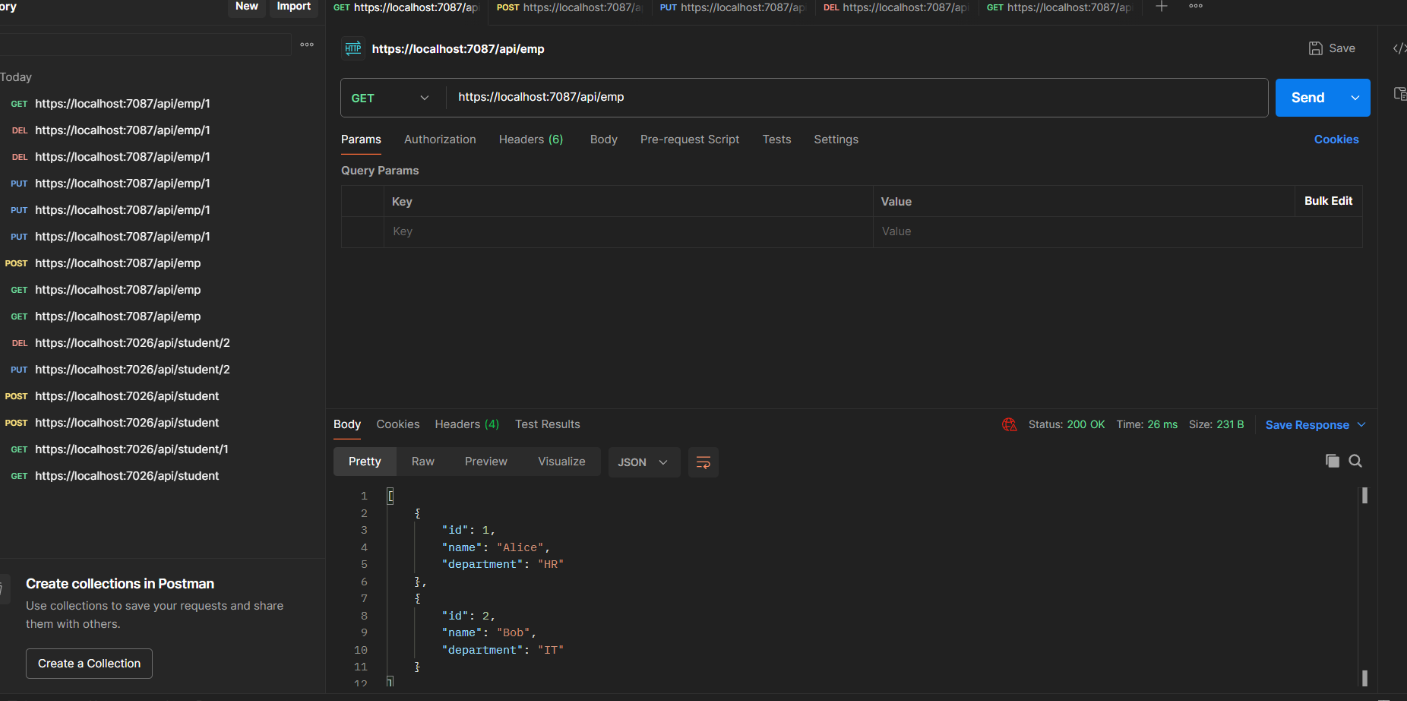 ory New Import
Today
GET https://localhost:7087/api/emp/1
DEL https://localhost:7087/api/emp/1
DEL https://localhost:7087/api/emp/1
PUT https://localhost:7087/api/emp/1
PUT https://localhost:7087/api/emp/1
PUT https://localhost:7087/api/emp/1
POST https://localhost:7087/api/emp
GET https://localhost:7087/api/emp
GET https://localhost:7087/api/emp
DEL https://localhost:7026/api/student/2
PUT https://localhost:7026/api/student/2
POST https://localhost:7026/api/student
POST https://localhost:7026/api/student
GET https://localhost:7026/api/student/1
GET https://localhost:7026/api/student
Create collections in Postman
Use collections to save your requests and share
them with others.
Create a Collection
GET https://localhost:7087/ap POST https://localhost:7087/a PUT https://localhost:7087/ap DEL https://localhost:7087/ap GET https://localhost:7087/ap
HTTP https://localhost:7087/api/emp Save </>
GET https://localhost:7087/api/emp Send
Params Authorization Headers (6) Body Pre-request Script Tests Settings Cookies
Query Params
Key Value Bulk Edit
Key Value
Body Cookies Headers (4) Test Results Status: 200 OK Time: 26 ms Size: 231 B Save Response
Pretty Raw Preview Visualize JSON
1 [
2 {
3 "id": 1,
4 "name": "Alice",
5 "department": "HR"
6 },
7 {
8 "id": 2,
9 "name": "Bob",
10 "department": "IT"
11 }
12 ]